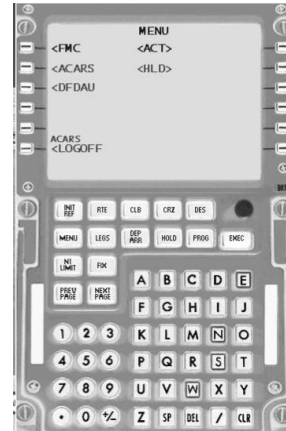 MENU
<FMC <ACT>
<ACARS <HLD>
<DFDAU
ACARS
<LOGOFF
INIT REF RTE CLB CRZ DES
MENU LEGS DEP ARR HOLD PROG EXEC
N1 LIMIT FIX
PREV PAGE NEXT PAGE
A B C D E
F G H I J
1 2 3 K L M N O
4 5 6 P Q R S T
7 8 9 U V W X Y
. 0 +/- Z SP DEL / CLR